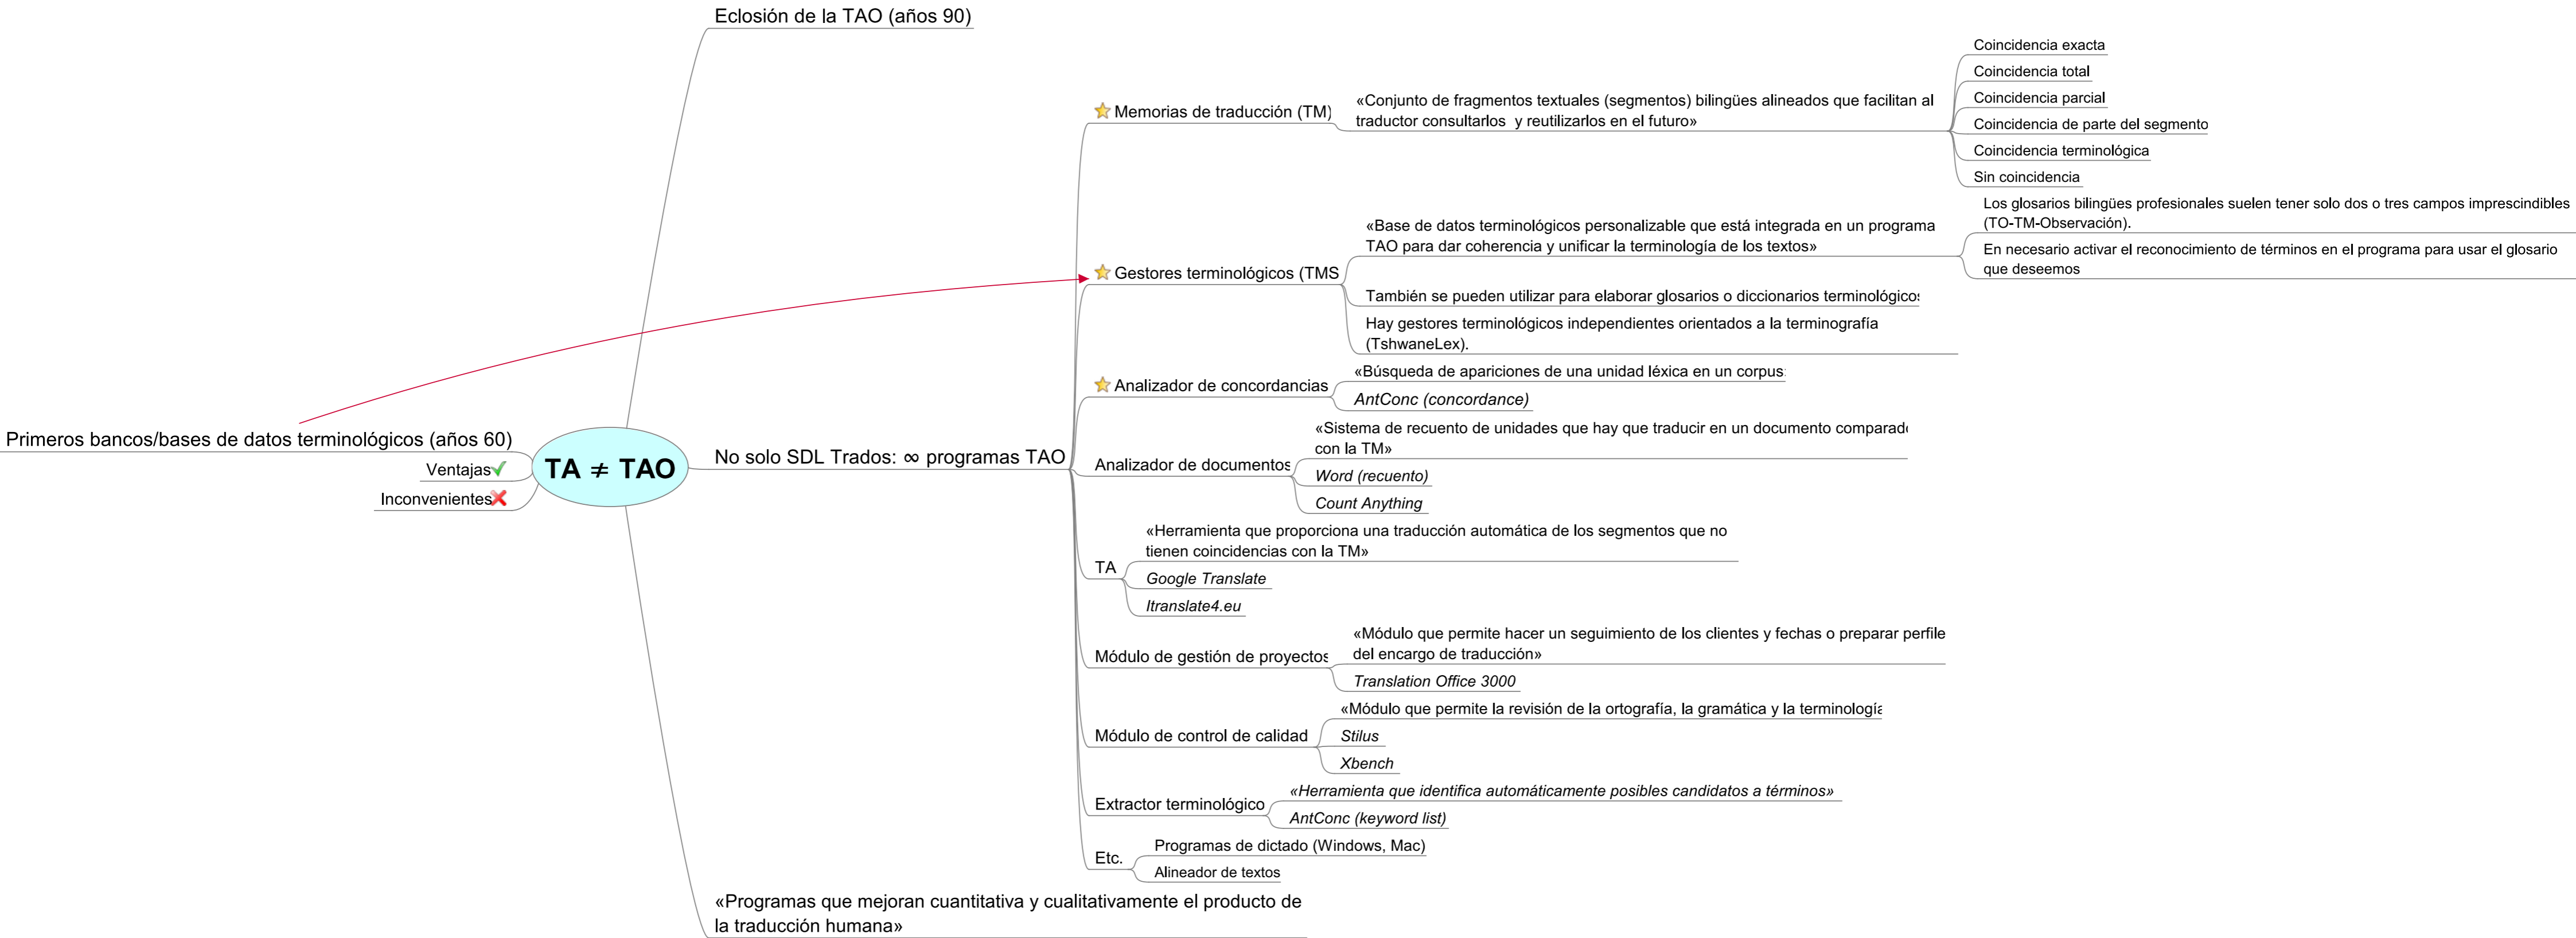 Eclosión de la TAO (años 90)
Primeros bancos/bases de datos terminológicos (años 60)
Ventajas
Inconvenientes
TA ≠ TAO
No solo SDL Trados: ∞ programas TAO
Memorias de traducción (TM)
«Conjunto de fragmentos textuales (segmentos) bilingües alineados que facilitan al
traductor consultarlos y reutilizarlos en el futuro»
Coincidencia exacta
Coincidencia total
Coincidencia parcial
Coincidencia de parte del segmento
Coincidencia terminológica
Sin coincidencia
Gestores terminológicos (TMS
«Base de datos terminológicos personalizable que está integrada en un programa
TAO para dar coherencia y unificar la terminología de los textos»
Los glosarios bilingües profesionales suelen tener solo dos o tres campos imprescindibles
(TO-TM-Observación).
En necesario activar el reconocimiento de términos en el programa para usar el glosario
que deseemos
También se pueden utilizar para elaborar glosarios o diccionarios terminológicos
Hay gestores terminológicos independientes orientados a la terminografía
(TshwaneLex).
Analizador de concordancias
«Búsqueda de apariciones de una unidad léxica en un corpus
AntConc (concordance)
Analizador de documentos
«Sistema de recuento de unidades que hay que traducir en un documento comparado
con la TM»
Word (recuento)
Count Anything
TA
«Herramienta que proporciona una traducción automática de los segmentos que no
tienen coincidencias con la TM»
Google Translate
Itranslate4.eu
Módulo de gestión de proyectos
«Módulo que permite hacer un seguimiento de los clientes y fechas o preparar perfile
del encargo de traducción»
Translation Office 3000
Módulo de control de calidad
«Módulo que permite la revisión de la ortografía, la gramática y la terminología
Stilus
Xbench
Extractor terminológico
«Herramienta que identifica automáticamente posibles candidatos a términos»
AntConc (keyword list)
Etc.
Programas de dictado (Windows, Mac)
Alineador de textos
«Programas que mejoran cuantitativa y cualitativamente el producto de
la traducción humana»